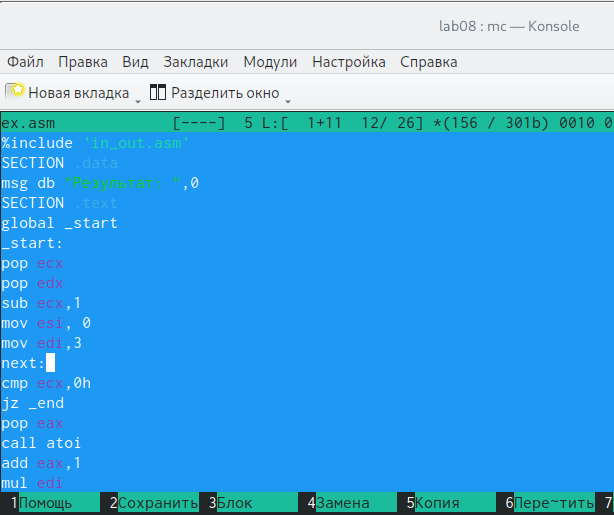 lab08 : mc — Konsole
Файл Правка Вид Закладки Модули Настройка Справка
Новая вкладка Разделить окно
ex.asm [----] 5 L:[ 1+11 12/ 26] *(156 / 301b) 0010 0
%include 'in_out.asm'
SECTION .data
msg db "Результат: ",0
SECTION .text
global _start
_start:
pop ecx
pop edx
sub ecx,1
mov esi, 0
mov edi,3
next:
cmp ecx,0h
jz _end
pop eax
call atoi
add eax,1
mul edi
1Помощь 2Сохранить 3Блок 4Замена 5Копия 6Пере~тить 7